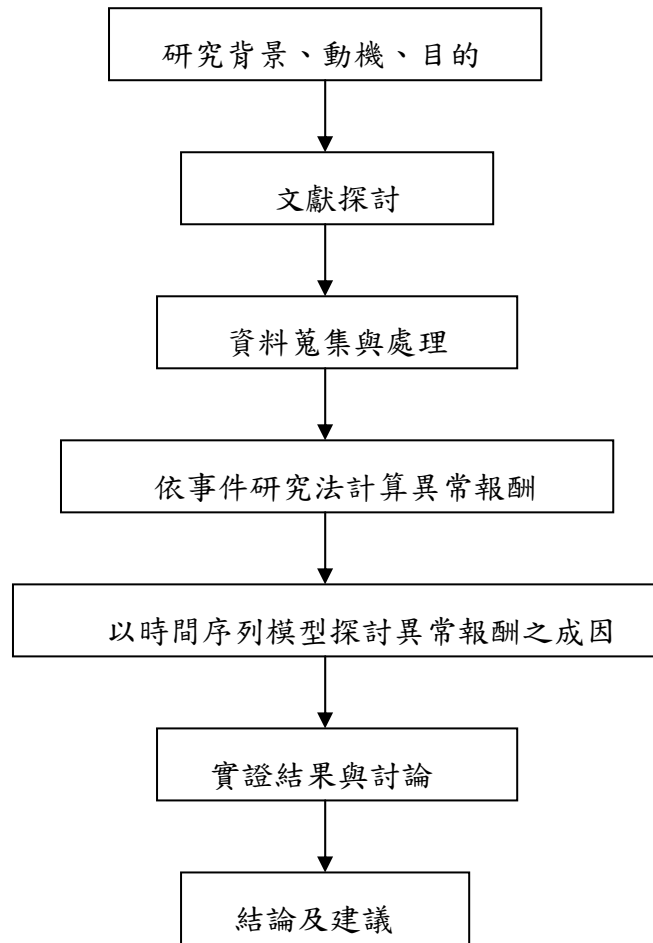 研究背景、動機、目的
文獻探討
資料蒐集與處理
依事件研究法計算異常報酬
以時間序列模型探討異常報酬之成因
實證結果與討論
結論及建議